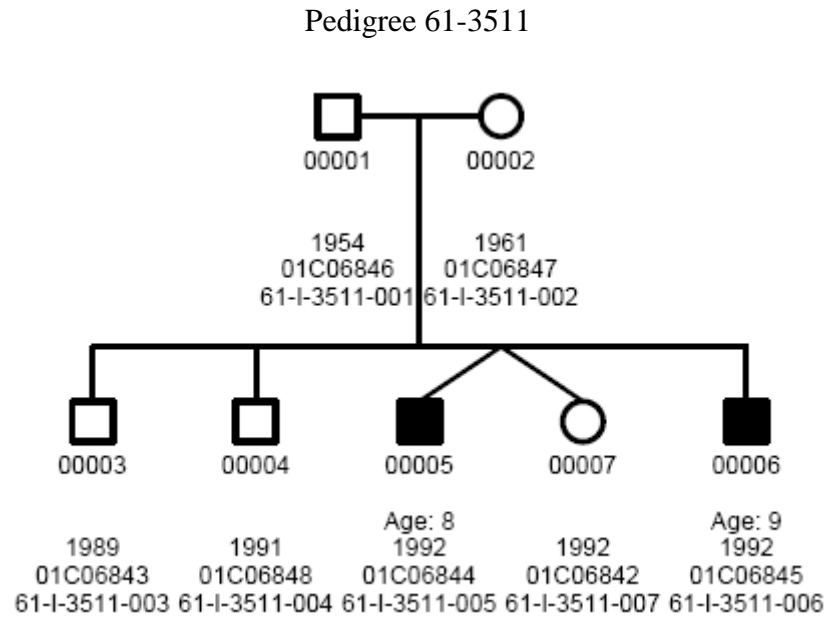 Pedigree 61-3511
00001 00002
1954 1961
01C06846 01C06847
61-I-3511-001 61-I-3511-002
00003 00004 00005 00007 00006
Age: 8 Age: 9
1989 1991 1992 1992 1992
01C06843 01C06848 01C06844 01C06842 01C06845
61-I-3511-003 61-I-3511-004 61-I-3511-005 61-I-3511-007 61-I-3511-006